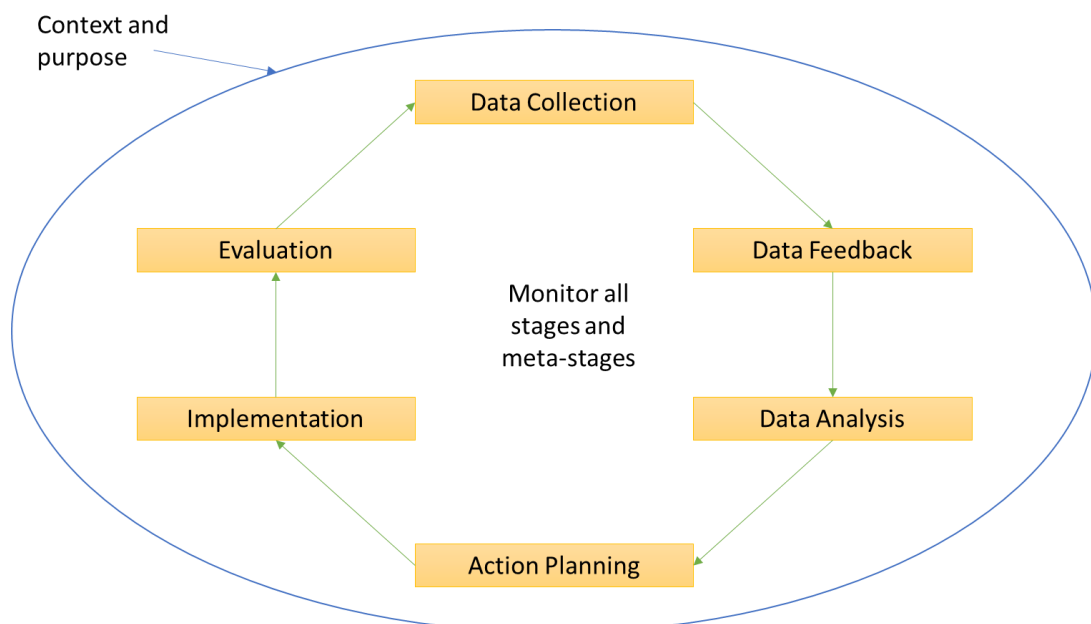 Context and
purpose
Data Collection
Evaluation
Data Feedback
Monitor all
stages and
meta-stages
Implementation
Data Analysis
Action Planning